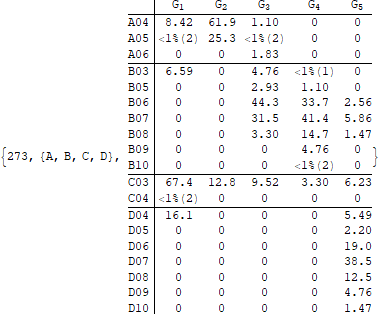 G₁ G₂ G₃ G₄ G₅
A04 8.42 61.9 1.10 0 0
A05 <1%(2) 25.3 <1%(2) 0 0
A06 0 0 1.83 0 0
B03 6.59 0 4.76 <1%(1) 0
B05 0 0 2.93 1.10 0
B06 0 0 44.3 33.7 2.56
B07 0 0 31.5 41.4 5.86
B08 0 0 3.30 14.7 1.47
B09 0 0 0 4.76 0
{273, {A, B, C, D}, B10 0 0 0 <1%(2) 0 }
C03 67.4 12.8 9.52 3.30 6.23
C04 <1%(2) 0 0 0 0
D04 16.1 0 0 0 5.49
D05 0 0 0 0 2.20
D06 0 0 0 0 19.0
D07 0 0 0 0 38.5
D08 0 0 0 0 12.5
D09 0 0 0 0 4.76
D10 0 0 0 0 1.47